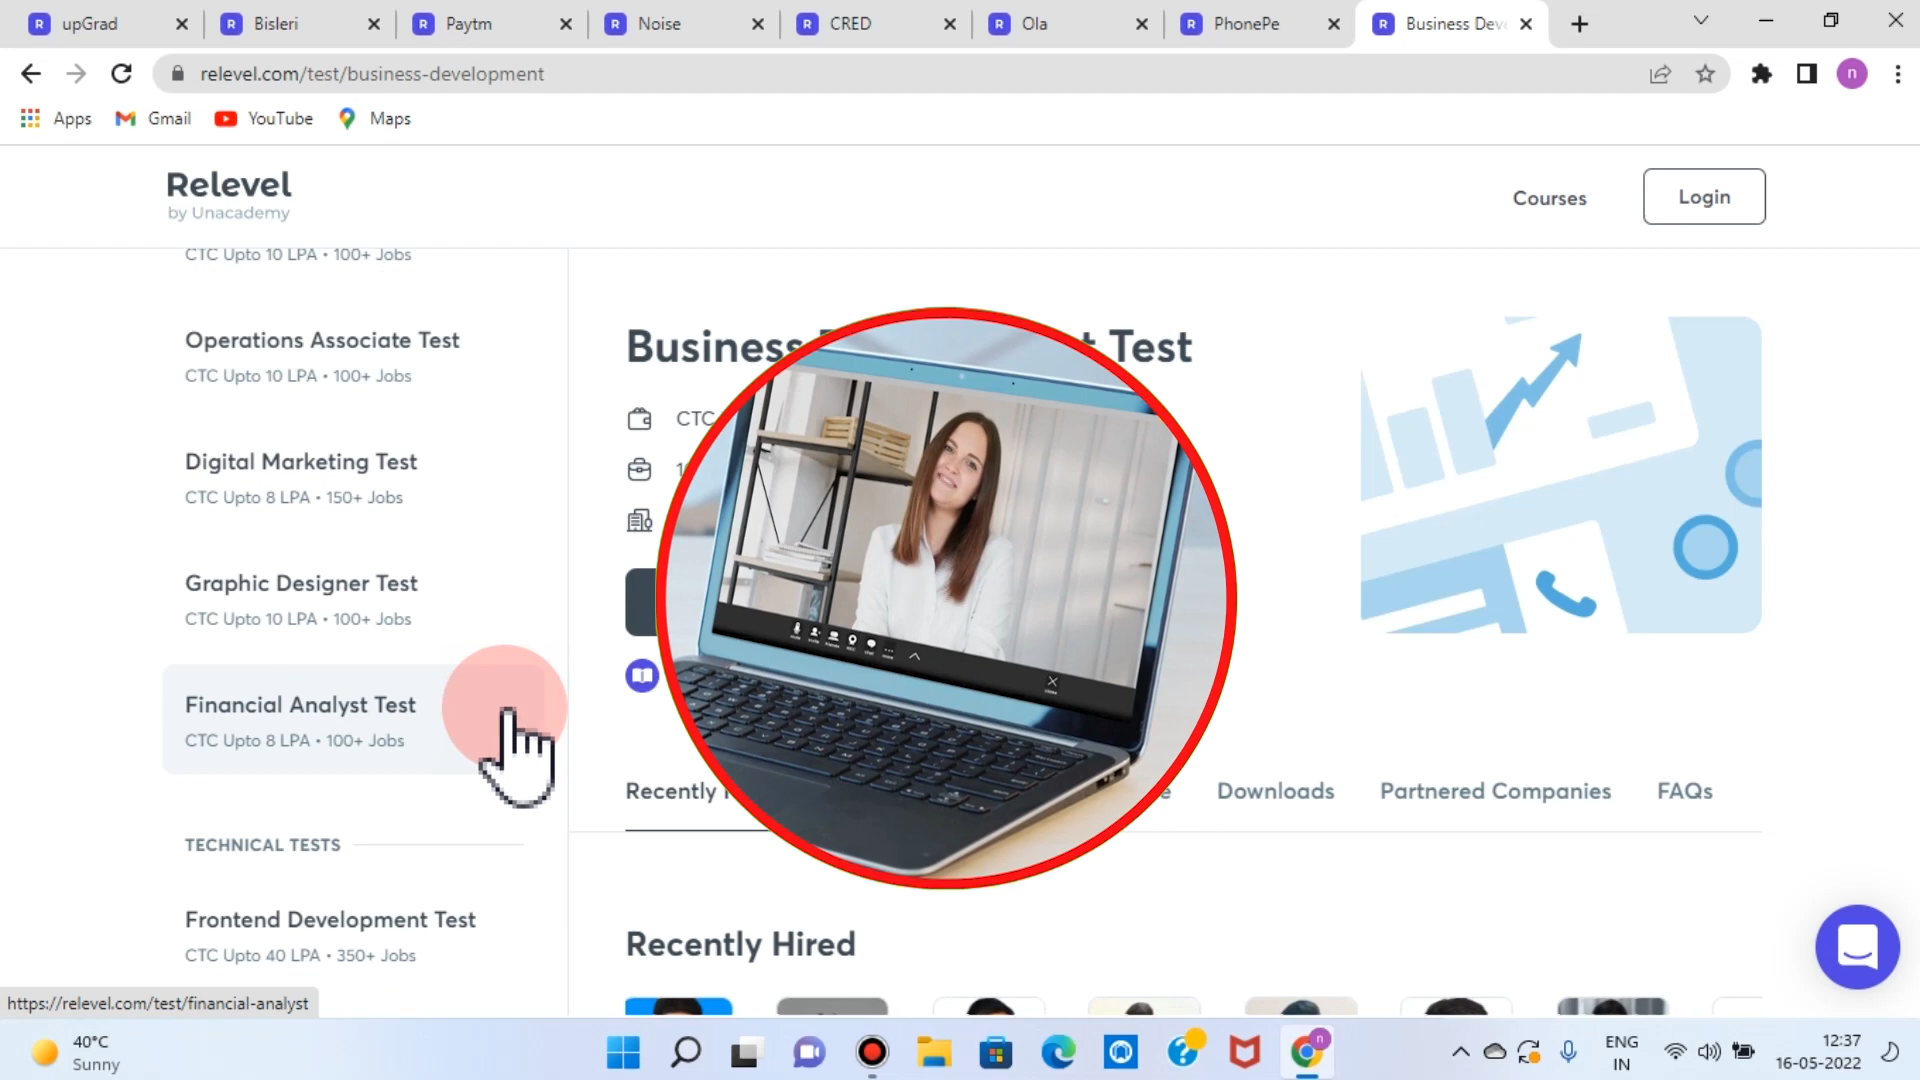 upGrad
Bisleri
Paytm
Noise
CRED
Ola
PhonePe
Business Dev
relevel.com/test/business-development
n
Apps
Gmail
YouTube
Maps
Relevel
by Unacademy
Courses
Login
CTC Upto 10 LPA • 100+ Jobs
Operations Associate Test
CTC Upto 10 LPA • 100+ Jobs
Digital Marketing Test
CTC Upto 8 LPA • 150+ Jobs
Graphic Designer Test
CTC Upto 10 LPA • 100+ Jobs
Financial Analyst Test
CTC Upto 8 LPA • 100+ Jobs
TECHNICAL TESTS
Frontend Development Test
CTC Upto 40 LPA • 350+ Jobs
https://relevel.com/test/financial-analyst
Business Test
CTC
Recently
Downloads
Partnered Companies
FAQs
Recently Hired
40°C
Sunny
ENG
IN
12:37
16-05-2022